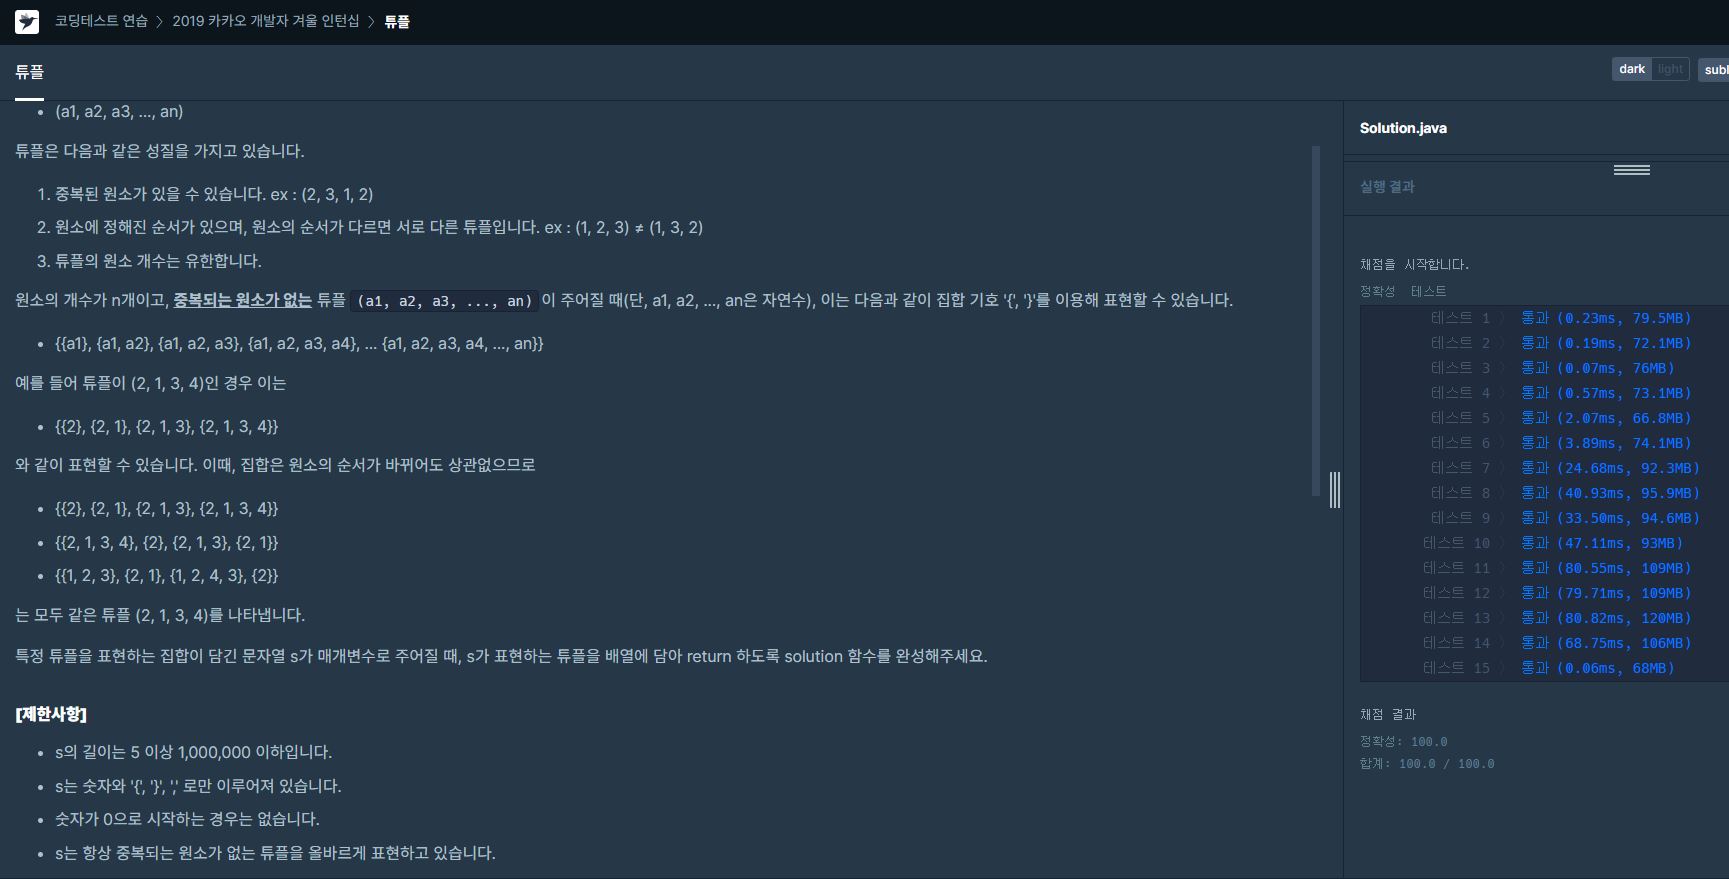 코딩테스트 연습 > 2019 카카오 개발자 겨울 인턴십 > 튜플
튜플
dark light
• (a1, a2, a3, ..., an)
튜플은 다음과 같은 성질을 가지고 있습니다.
1. 중복된 원소가 있을 수 있습니다. ex : (2, 3, 1, 2)
2. 원소에 정해진 순서가 있으며, 원소의 순서가 다르면 서로 다른 튜플입니다. ex : (1, 2, 3) ≠ (1, 3, 2)
3. 튜플의 원소 개수는 유한합니다.
원소의 개수가 n개이고, 중복되는 원소가 없는 튜플 (a1, a2, a3, ..., an) 이 주어질 때(단, a1, a2, ..., an은 자연수), 이는 다음과 같이 집합 기호 '{', '}'를 이용해 표현할 수 있습니다.
• {{a1}, {a1, a2}, {a1, a2, a3}, {a1, a2, a3, a4}, ... {a1, a2, a3, a4, ..., an}}
예를 들어 튜플이 (2, 1, 3, 4)인 경우 이는
• {{2}, {2, 1}, {2, 1, 3}, {2, 1, 3, 4}}
와 같이 표현할 수 있습니다. 이때, 집합은 원소의 순서가 바뀌어도 상관없으므로
• {{2}, {2, 1}, {2, 1, 3}, {2, 1, 3, 4}}
• {{2, 1, 3, 4}, {2}, {2, 1, 3}, {2, 1}}
• {{1, 2, 3}, {2, 1}, {1, 2, 4, 3}, {2}}
는 모두 같은 튜플 (2, 1, 3, 4)를 나타냅니다.
특정 튜플을 표현하는 집합이 담긴 문자열 s가 매개변수로 주어질 때, s가 표현하는 튜플을 배열에 담아 return 하도록 solution 함수를 완성해주세요.
[제한사항]
• s의 길이는 5 이상 1,000,000 이하입니다.
• s는 숫자와 '{', '}', ',' 로만 이루어져 있습니다.
• 숫자가 0으로 시작하는 경우는 없습니다.
• s는 항상 중복되는 원소가 없는 튜플을 올바르게 표현하고 있습니다.
Solution.java
실행 결과
채점을 시작합니다.
정확성 테스트
테스트 1 〉 통과 (0.23ms, 79.5MB)
테스트 2 〉 통과 (0.19ms, 72.1MB)
테스트 3 〉 통과 (0.07ms, 76MB)
테스트 4 〉 통과 (0.57ms, 73.1MB)
테스트 5 〉 통과 (2.07ms, 66.8MB)
테스트 6 〉 통과 (3.89ms, 74.1MB)
테스트 7 〉 통과 (24.68ms, 92.3MB)
테스트 8 〉 통과 (40.93ms, 95.9MB)
테스트 9 〉 통과 (33.50ms, 94.6MB)
테스트 10 〉 통과 (47.11ms, 93MB)
테스트 11 〉 통과 (80.55ms, 109MB)
테스트 12 〉 통과 (79.71ms, 109MB)
테스트 13 〉 통과 (80.82ms, 120MB)
테스트 14 〉 통과 (68.75ms, 106MB)
테스트 15 〉 통과 (0.06ms, 68MB)
채점 결과
정확성: 100.0
합계: 100.0 / 100.0